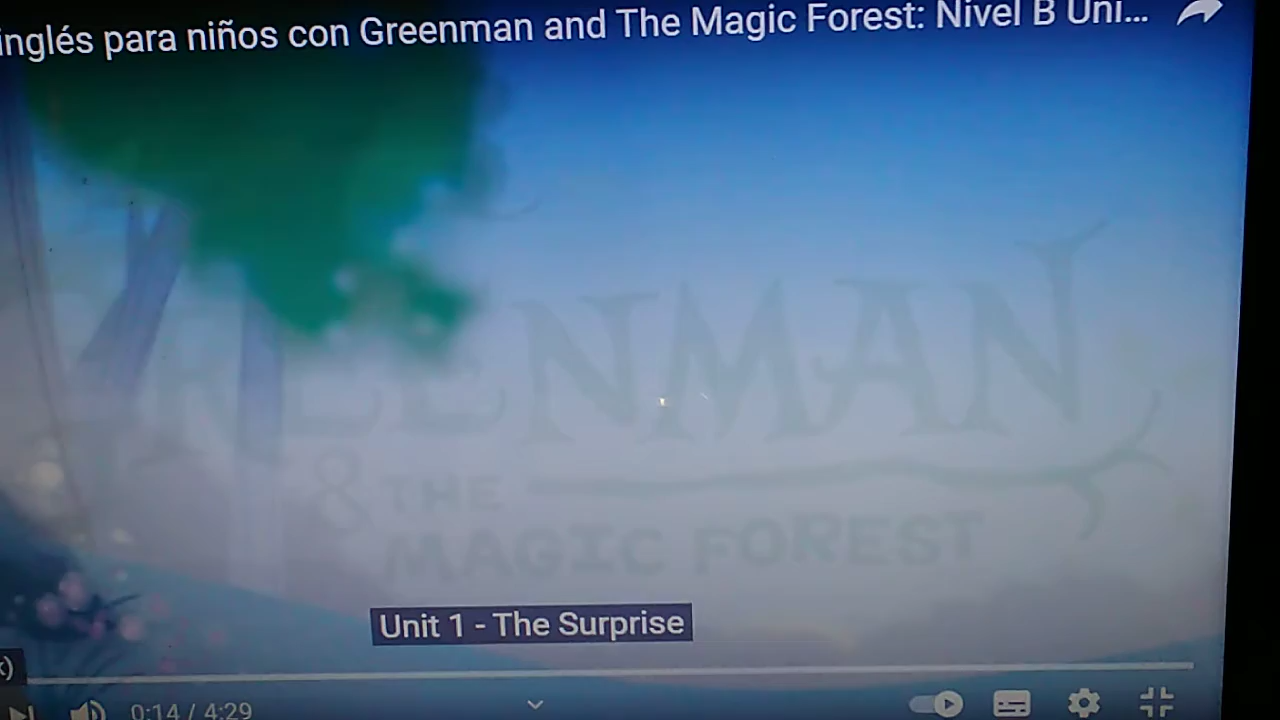 inglés para niños con Greenman and The Magic Forest: Nivel B Uni...
REENMAN
& THE
MAGIC FOREST
Unit 1 - The Surprise
0:14 / 4:29